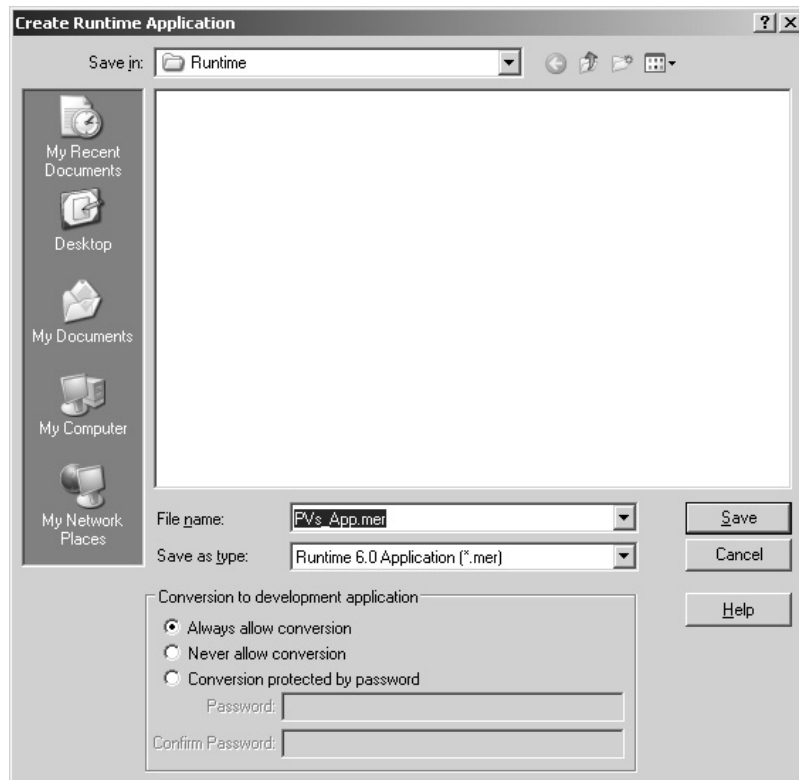 Create Runtime Application
Save in: Runtime
My Recent
Documents
Desktop
My Documents
My Computer
My Network
Places
File name: PVs_App.mer
Save
Save as type: Runtime 6.0 Application (*.mer)
Cancel
Conversion to development application
Help
Always allow conversion
Never allow conversion
Conversion protected by password
Password:
Confirm Password: